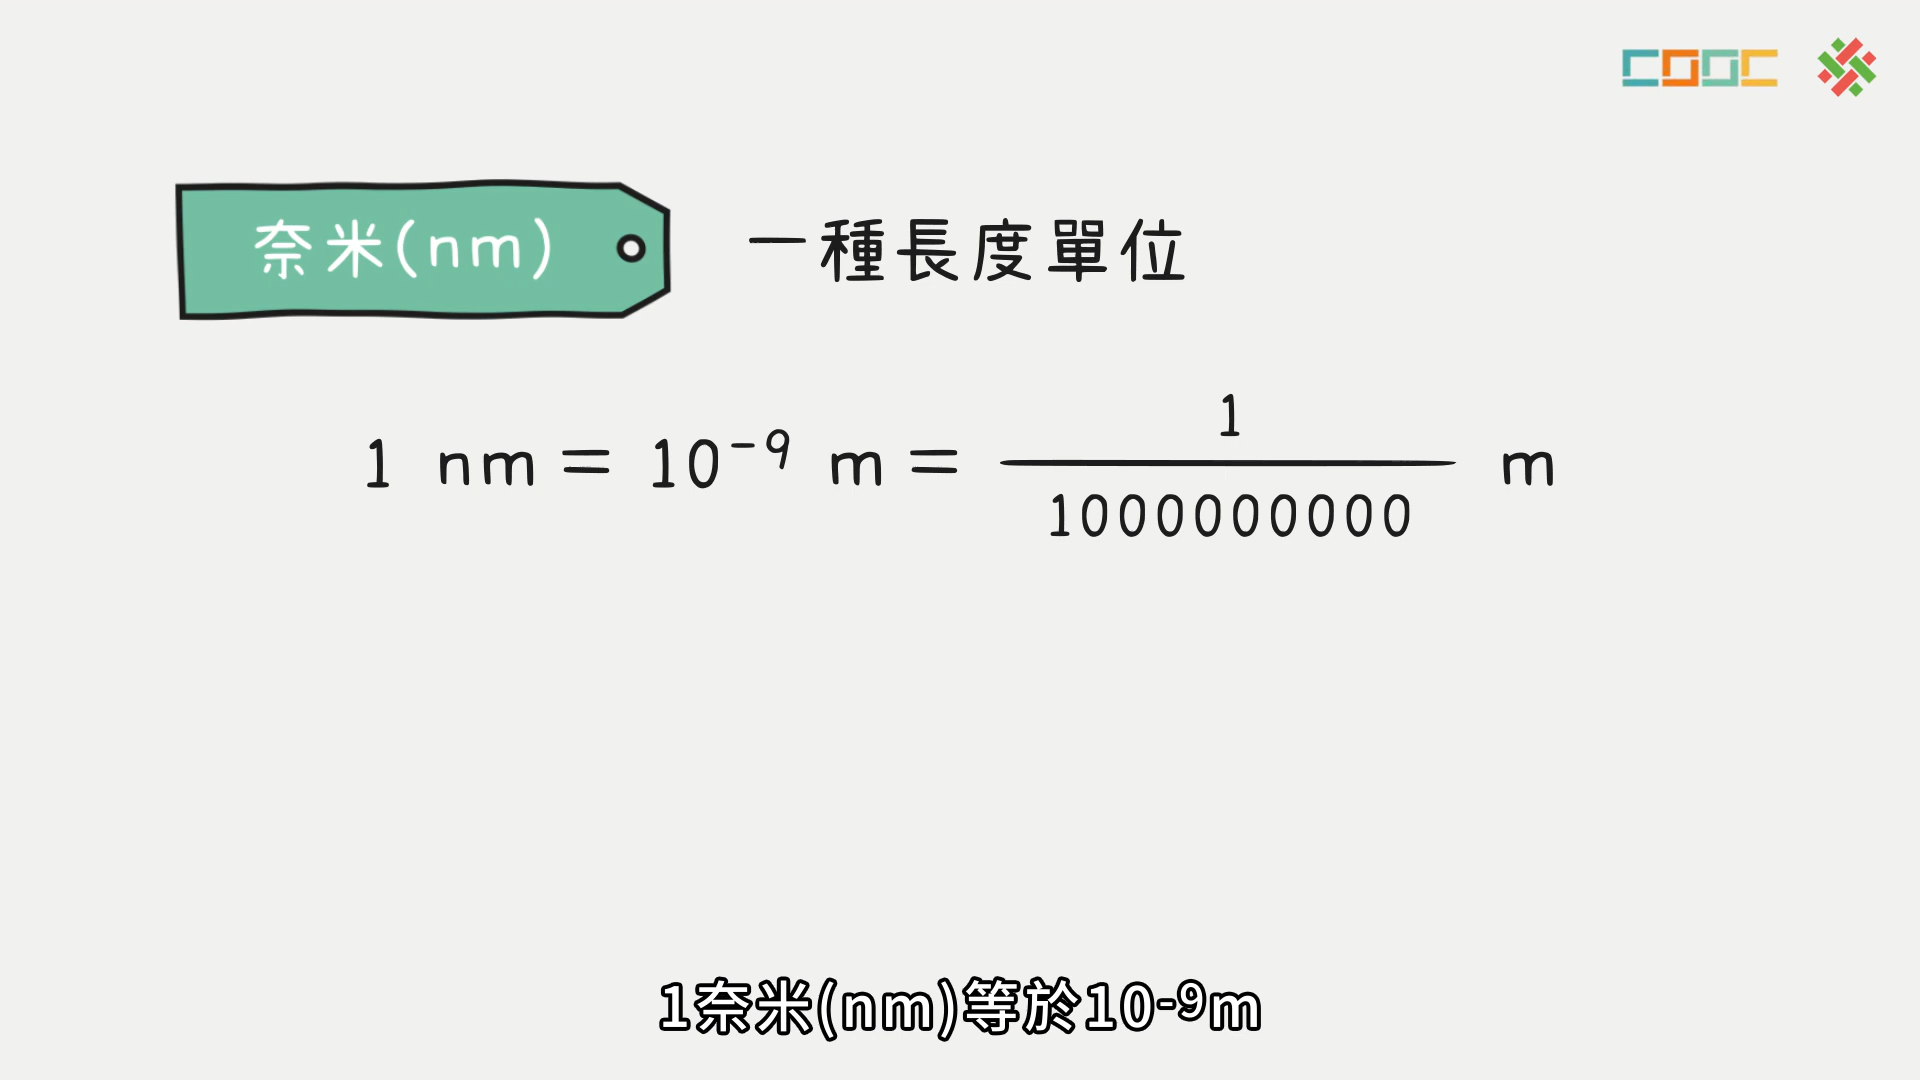 COOC
奈米(nm)
一種長度單位
1 nm = 10⁻⁹ m = 1/1000000000 m
1奈米(nm)等於10⁻⁹m